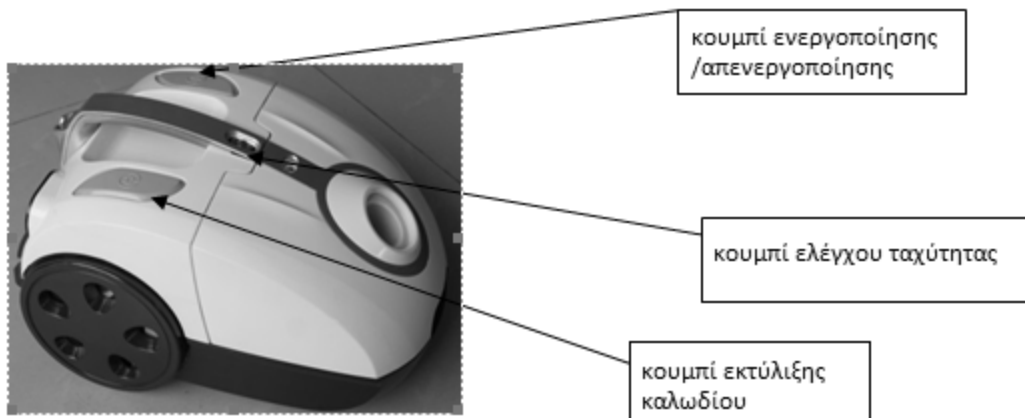 κουμπί ενεργοποίησης
/απενεργοποίησης
κουμπί ελέγχου ταχύτητας
κουμπί εκτύλιξης
καλωδίου